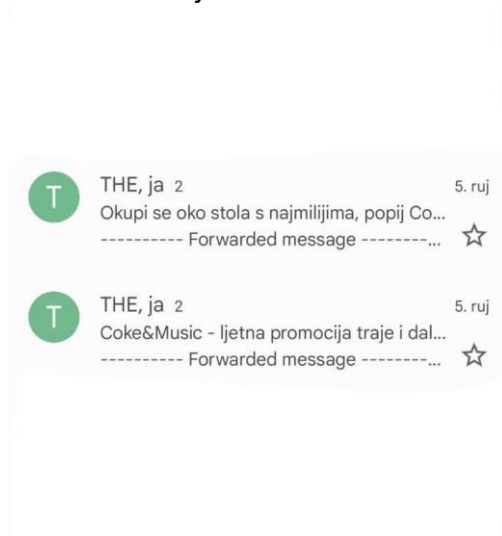 T
THE, ja 2
5. ruj
Okupi se oko stola s najmilijima, popij Co...
---------- Forwarded message --------...
T
THE, ja 2
5. ruj
Coke&Music - ljetna promocija traje i dal...
---------- Forwarded message --------...